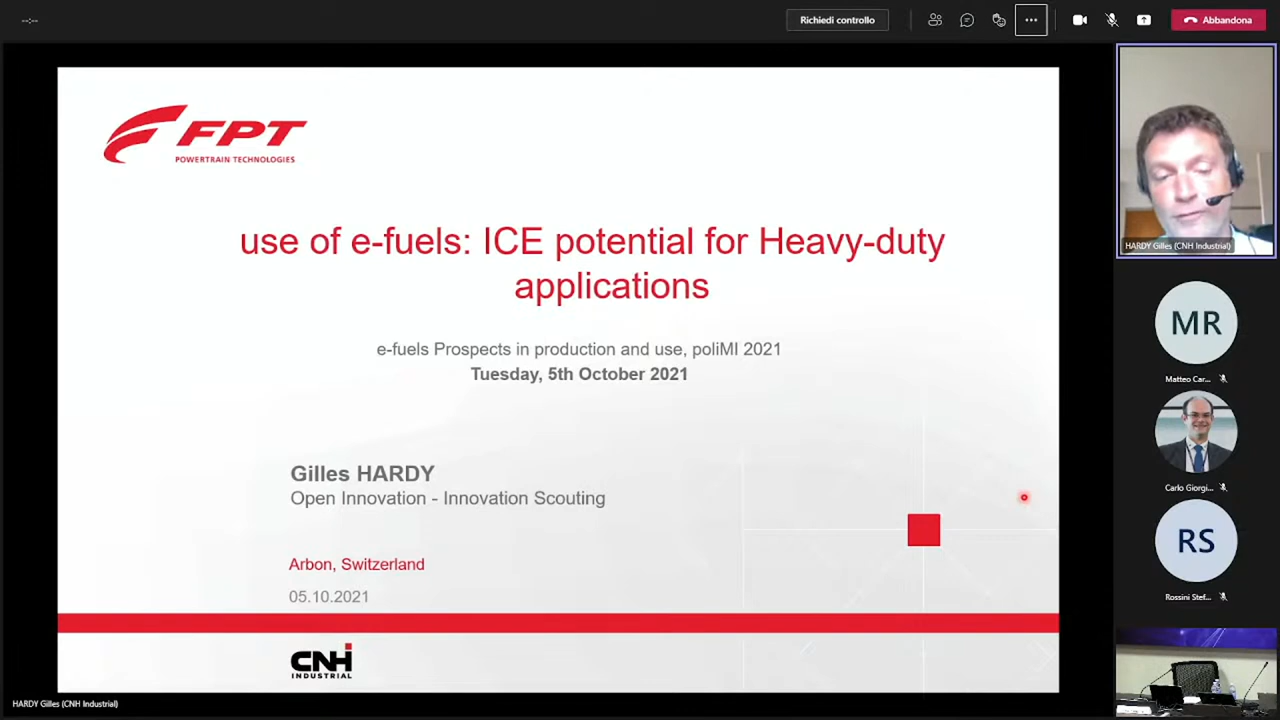 --:--
Richiedi controllo
Abbandona
FPT
POWERTRAIN TECHNOLOGIES
use of e-fuels: ICE potential for Heavy-duty
applications
e-fuels Prospects in production and use, poliMI 2021
Tuesday, 5th October 2021
Gilles HARDY
Open Innovation - Innovation Scouting
Arbon, Switzerland
05.10.2021
CNH
INDUSTRIAL
HARDY Gilles (CNH Industrial)
HARDY Gilles (CNH Industrial)
MR
Matteo Car...
Carlo Giorgi...
RS
Rossini Stef...